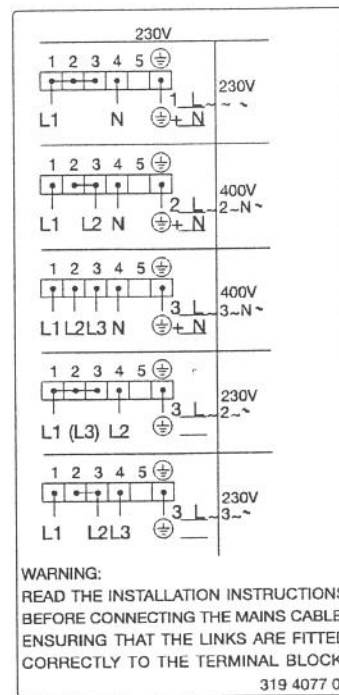 230V
1 2 3 4 5
230V
1 L ~ ~ ~
L1 N + N
1 2 3 4 5
400V
2 L ~ 2~N~
L1 L2 N + N
1 2 3 4 5
400V
3 L ~ 3~N~
L1 L2 L3 N + N
1 2 3 4 5
230V
3 L ~ 2~~
L1 (L3) L2
1 2 3 4 5
230V
3 L ~ 3~~
L1 L2 L3
WARNING:
READ THE INSTALLATION INSTRUCTIONS
BEFORE CONNECTING THE MAINS CABLE
ENSURING THAT THE LINKS ARE FITTED
CORRECTLY TO THE TERMINAL BLOCK.
319 4077 0